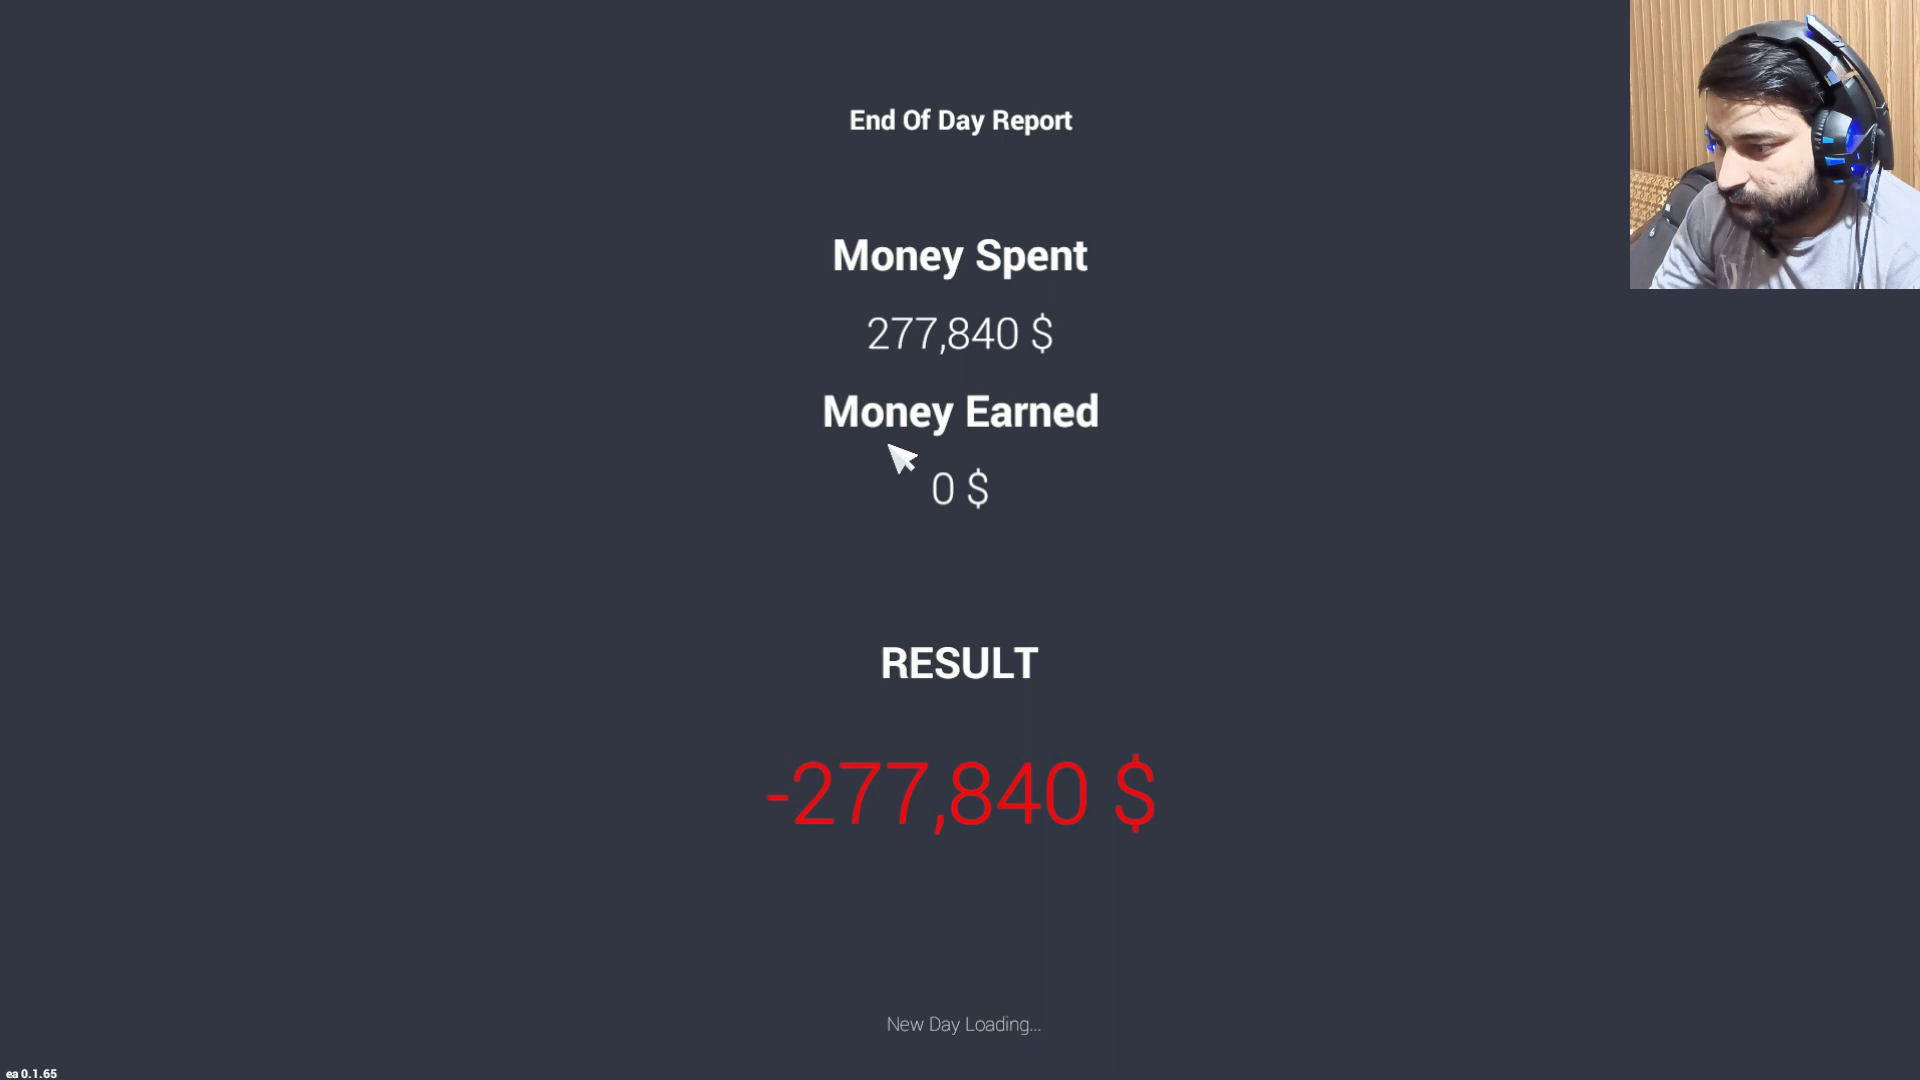 End Of Day Report
Money Spent
277,840 $
Money Earned
0 $
RESULT
-277,840 $
New Day Loading...
ea 0.1.65